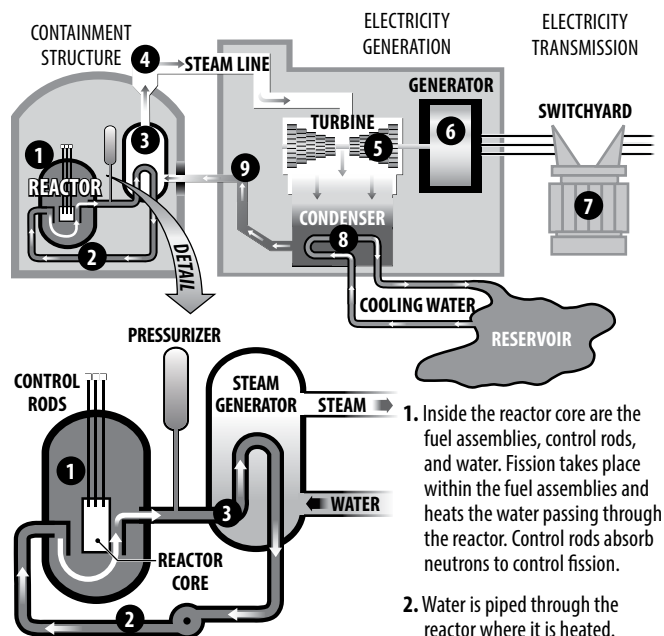 CONTAINMENT
STRUCTURE
ELECTRICITY
GENERATION
ELECTRICITY
TRANSMISSION
4
STEAM LINE
GENERATOR
SWITCHYARD
TURBINE
3
1
REACTOR
9
5
6
7
CONDENSER
8
2
DETAIL
COOLING WATER
RESERVOIR
PRESSURIZER
CONTROL
RODS
STEAM
GENERATOR
STEAM
1
3
WATER
REACTOR
CORE
2
1. Inside the reactor core are the
fuel assemblies, control rods,
and water. Fission takes place
within the fuel assemblies and
heats the water passing through
the reactor. Control rods absorb
neutrons to control fission.
2. Water is piped through the
reactor where it is heated.